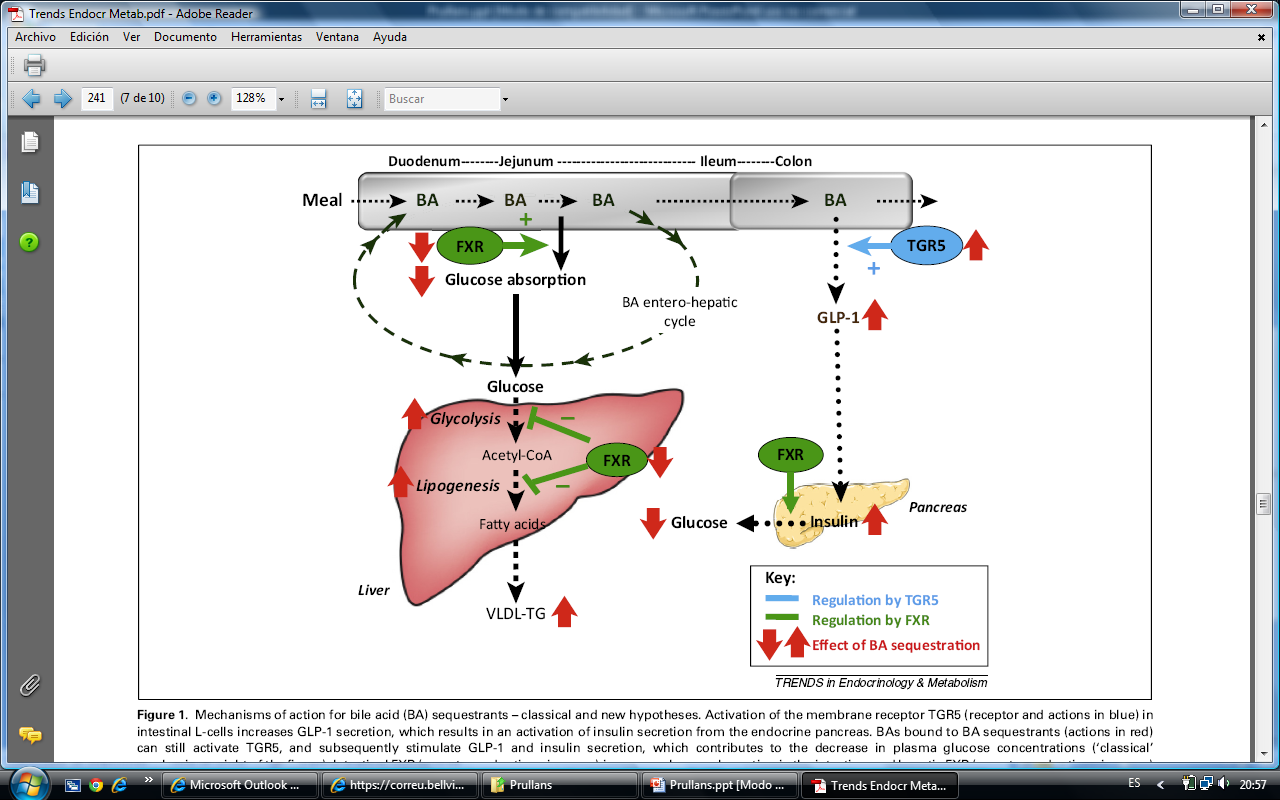 Trends Endocr Metab.pdf - Adobe Reader
Archivo Edición Ver Documento Herramientas Ventana Ayuda
241 (7 de 10) 128% Buscar
Duodenum--------Jejunum ----------------------------- Ileum--------Colon
Meal BA BA BA BA
+
FXR TGR5
+
Glucose absorption
BA entero-hepatic
cycle
GLP-1
Glucose
Glycolysis –
Acetyl-CoA FXR FXR
Lipogenesis –
Pancreas
Fatty acids Glucose Insulin
Liver
VLDL-TG
Key:
Regulation by TGR5
Regulation by FXR
Effect of BA sequestration
TRENDS in Endocrinology & Metabolism
Figure 1. Mechanisms of action for bile acid (BA) sequestrants – classical and new hypotheses. Activation of the membrane receptor TGR5 (receptor and actions in blue) in
intestinal L-cells increases GLP-1 secretion, which results in an activation of insulin secretion from the endocrine pancreas. BAs bound to BA sequestrants (actions in red)
can still activate TGR5, and subsequently stimulate GLP-1 and insulin secretion, which contributes to the decrease in plasma glucose concentrations ('classical'
Microsoft Outlook ... https://correu.bellvi... Prullans Prullans.ppt [Modo ... Trends Endocr Meta... ES 20:57